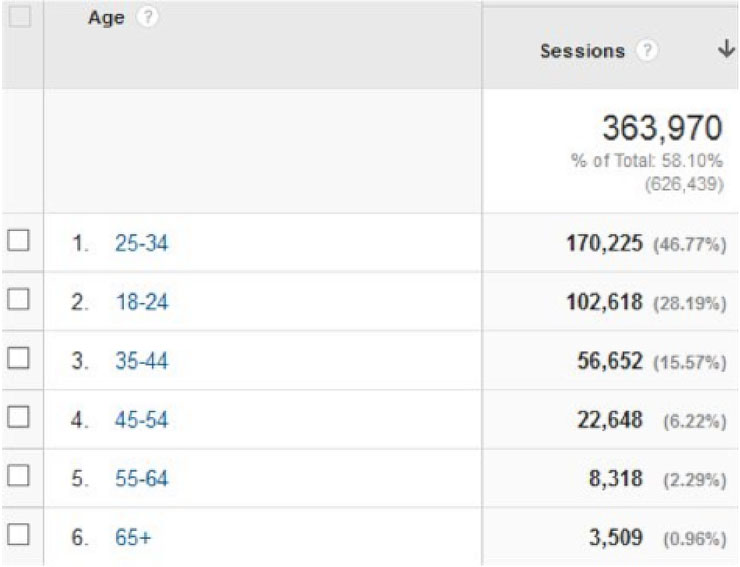 Age ?
Sessions ?
363,970
% of Total: 58.10%
(626,439)
1. 25-34 170,225 (46.77%)
2. 18-24 102,618 (28.19%)
3. 35-44 56,652 (15.57%)
4. 45-54 22,648 (6.22%)
5. 55-64 8,318 (2.29%)
6. 65+ 3,509 (0.96%)